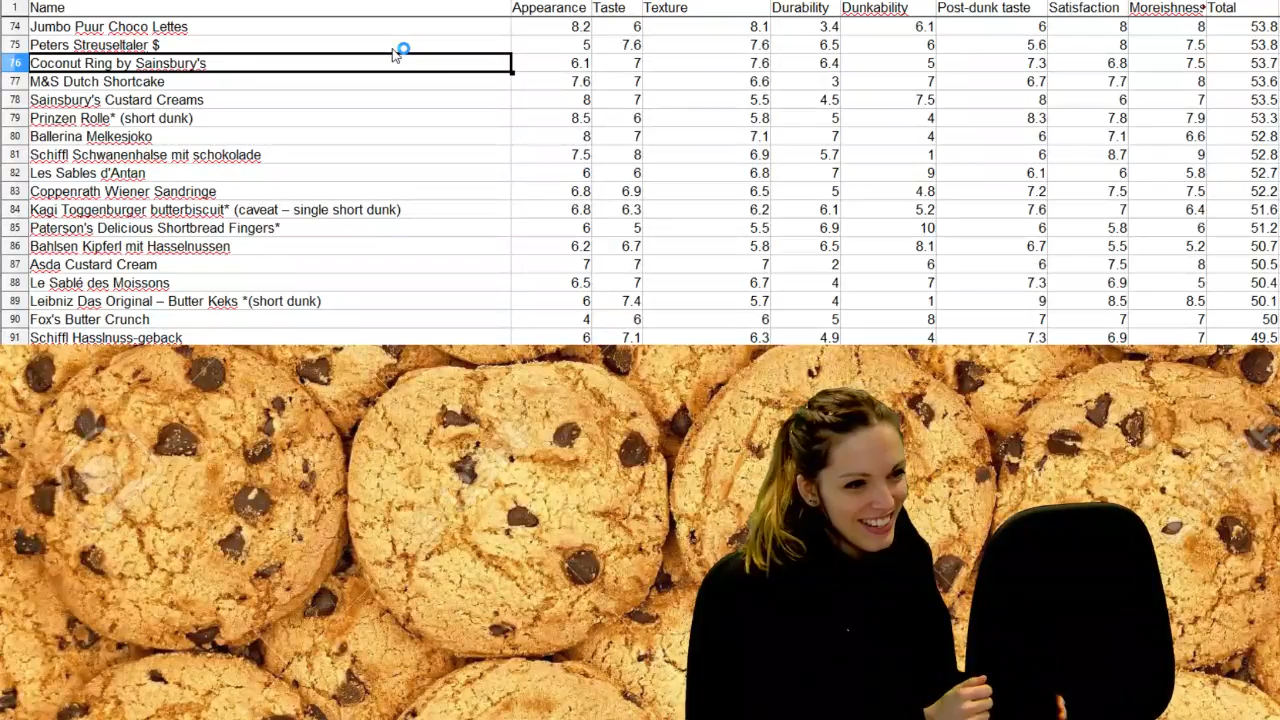 1 Name Appearance Taste Texture Durability Dunkability Post-dunk taste Satisfaction Moreishnes Total
74 Jumbo Puur Choco Lettes 8.2 6 8.1 3.4 6.1 6 8 8 53.8
75 Peters Streuseltaler $ 5 7.6 7.6 6.5 6 5.6 8 7.5 53.8
76 Coconut Ring by Sainsbury's 6.1 7 7.6 6.4 5 7.3 6.8 7.5 53.7
77 M&S Dutch Shortcake 7.6 7 6.6 3 7 6.7 7.7 8 53.6
78 Sainsbury's Custard Creams 8 7 5.5 4.5 7.5 8 6 7 53.5
79 Prinzen Rolle* (short dunk) 8.5 6 5.8 5 4 8.3 7.8 7.9 53.3
80 Ballerina Melkesjoko 8 7 7.1 7 4 6 7.1 6.6 52.8
81 Schiffl Schwanenhalse mit schokolade 7.5 8 6.9 5.7 1 6 8.7 9 52.8
82 Les Sables d'Antan 6 6 6.8 7 9 6.1 6 5.8 52.7
83 Coppenrath Wiener Sandringe 6.8 6.9 6.5 5 4.8 7.2 7.5 7.5 52.2
84 Kagi Toggenburger butterbiscuit* (caveat – single short dunk) 6.8 6.3 6.2 6.1 5.2 7.6 7 6.4 51.6
85 Paterson's Delicious Shortbread Fingers* 6 5 5.5 6.9 10 6 5.8 6 51.2
86 Bahlsen Kipferl mit Hasselnussen 6.2 6.7 5.8 6.5 8.1 6.7 5.5 5.2 50.7
87 Asda Custard Cream 7 7 7 2 6 6 7.5 8 50.5
88 Le Sablé des Moissons 6.5 7 6.7 4 7 7.3 6.9 5 50.4
89 Leibniz Das Original – Butter Keks *(short dunk) 6 7.4 5.7 4 1 9 8.5 8.5 50.1
90 Fox's Butter Crunch 4 6 6 5 8 7 7 7 50
91 Schiffl Hasslnuss-geback 6 7.1 6.3 4.9 4 7.3 6.9 7 49.5